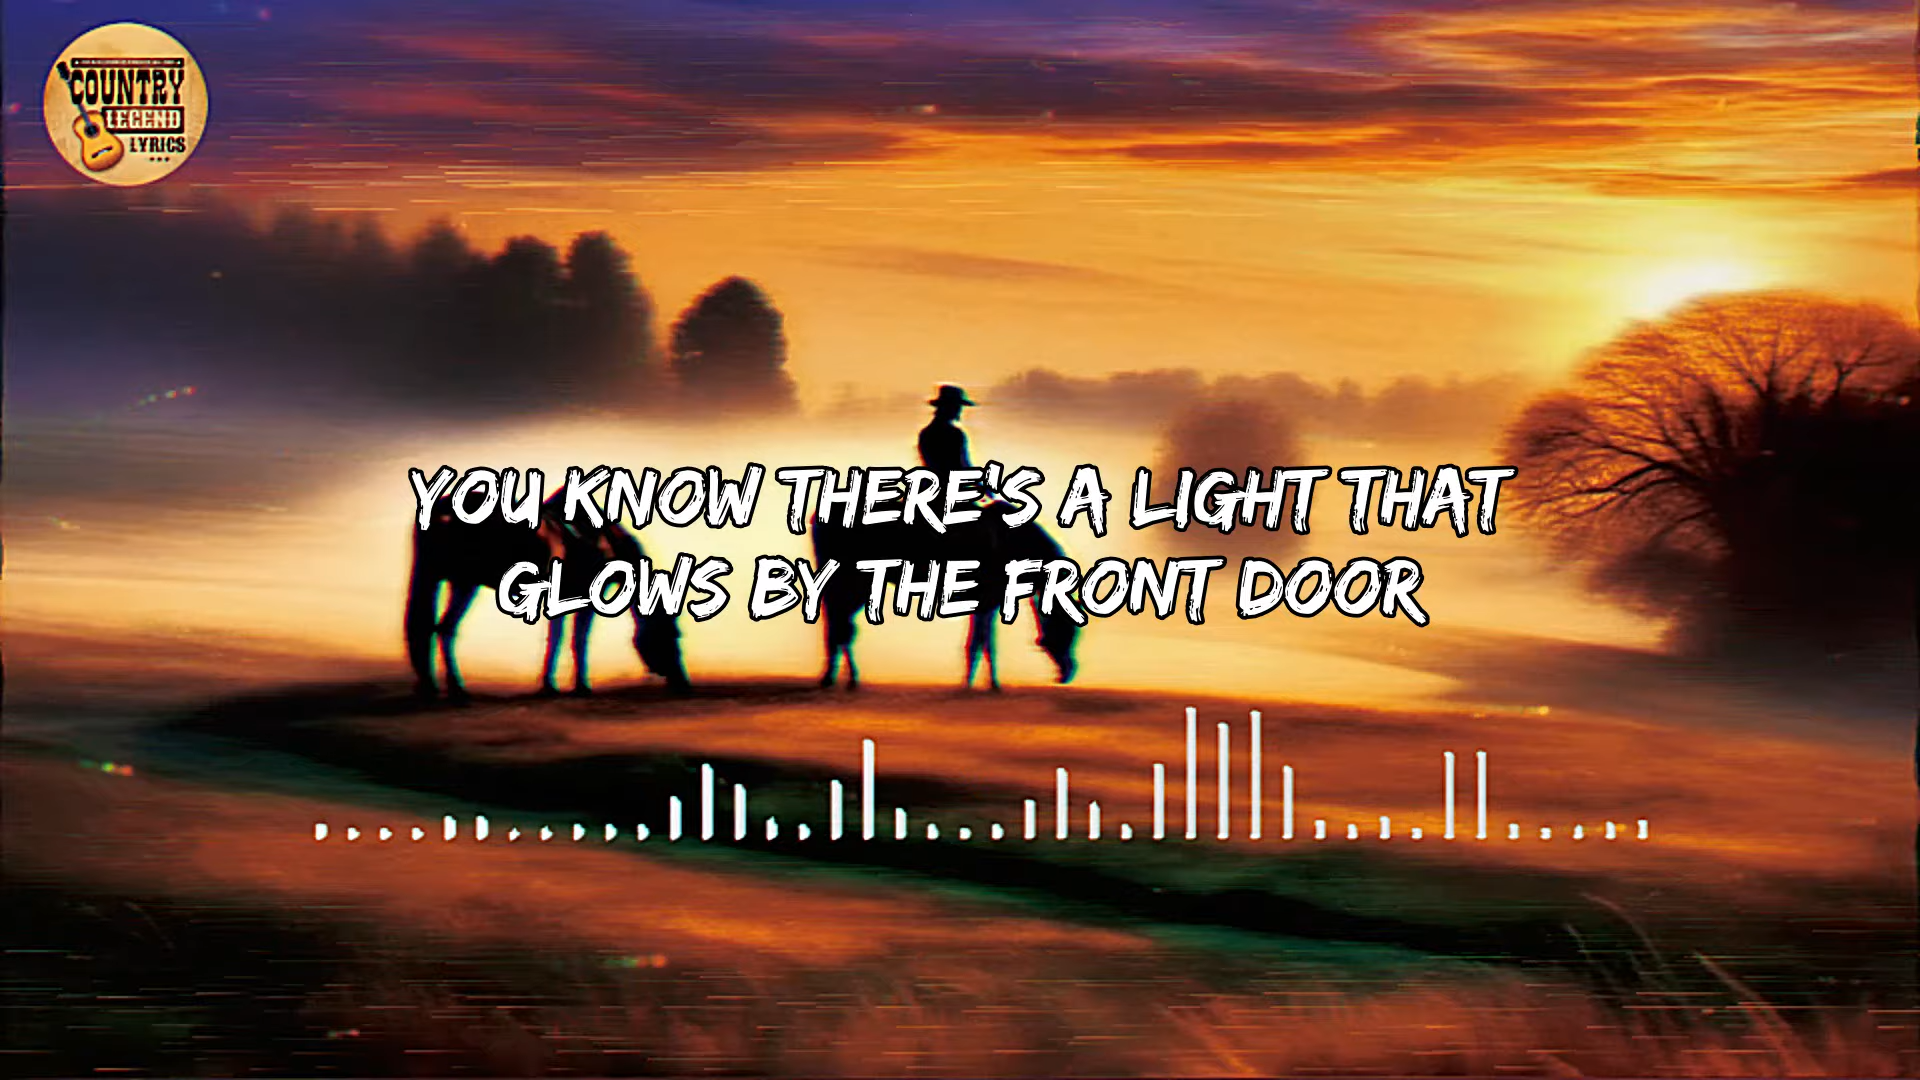 COUNTRY
LEGEND
LYRICS
YOU KNOW THERE'S A LIGHT THAT
GLOWS BY THE FRONT DOOR